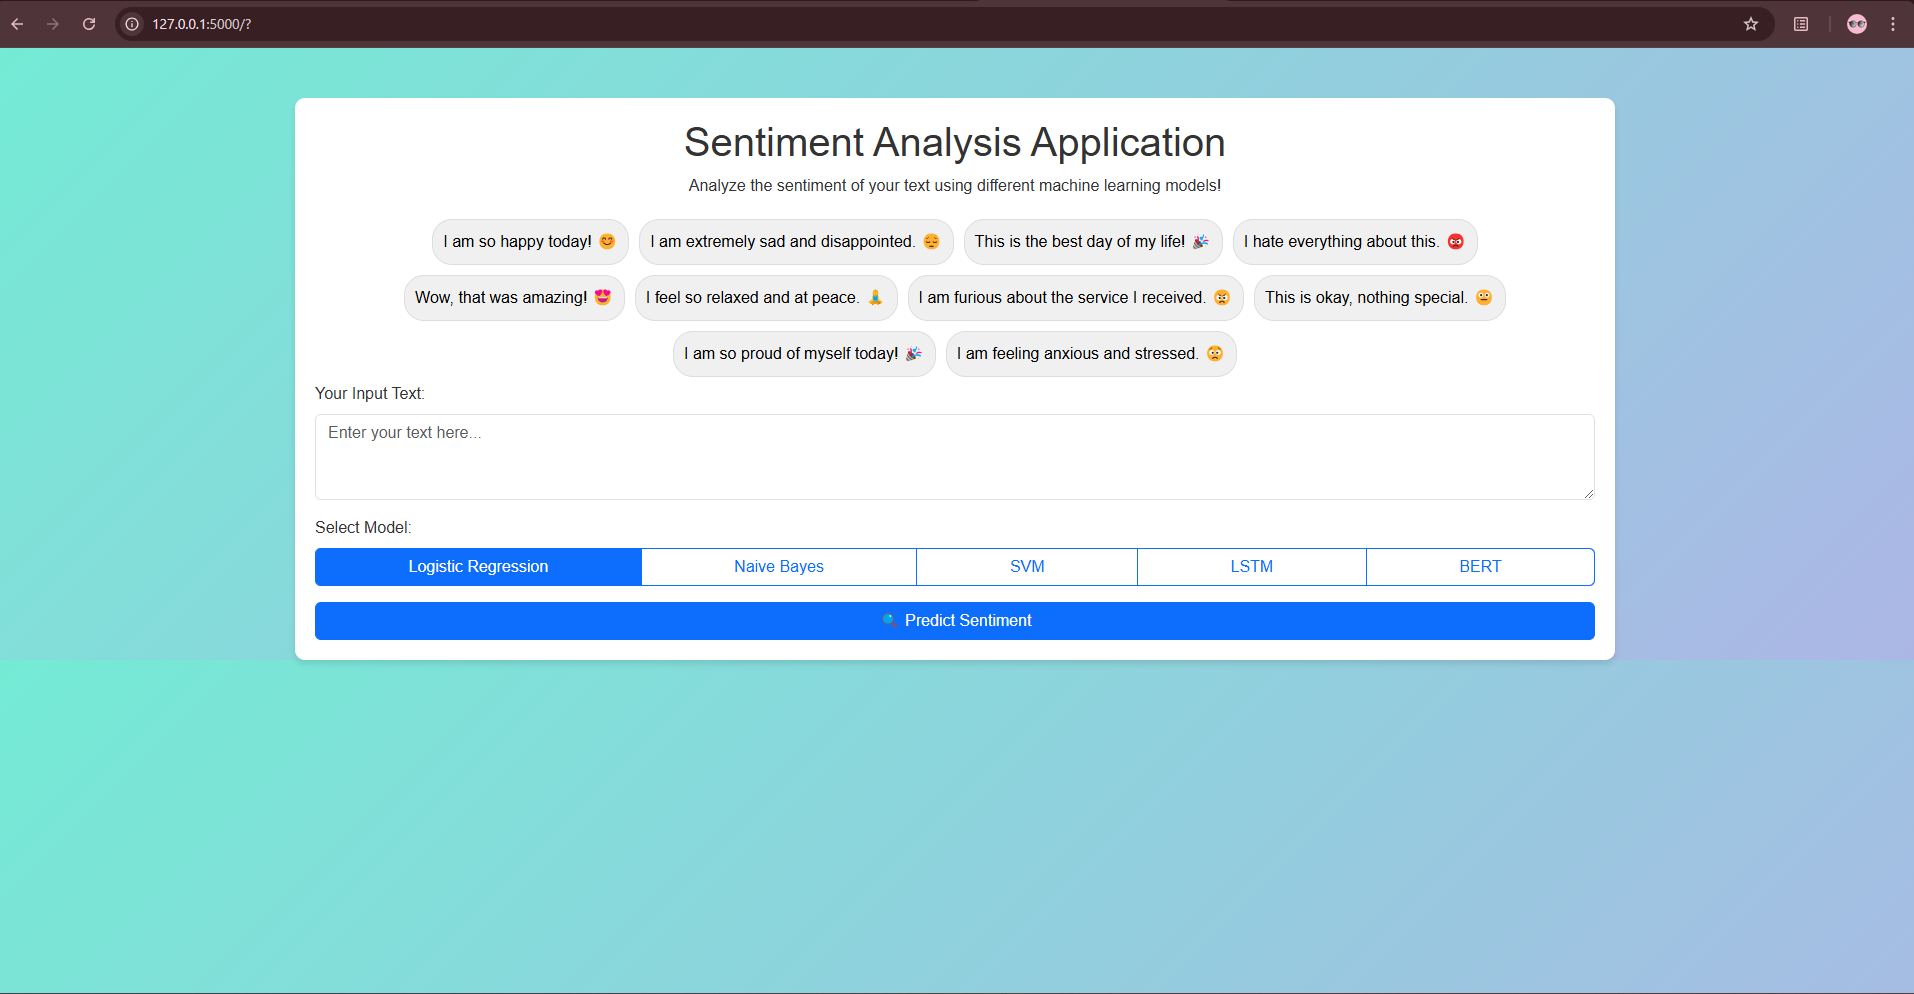 127.0.0.1:5000/?
Sentiment Analysis Application
Analyze the sentiment of your text using different machine learning models!
I am so happy today! 😊 I am extremely sad and disappointed. 😔 This is the best day of my life! 🎉 I hate everything about this. 😡
Wow, that was amazing! 😍 I feel so relaxed and at peace. 🧘 I am furious about the service I received. 😠 This is okay, nothing special. 😐
I am so proud of myself today! 🎉 I am feeling anxious and stressed. 😟
Your Input Text:
Enter your text here...
Select Model:
Logistic Regression Naive Bayes SVM LSTM BERT
🔍 Predict Sentiment